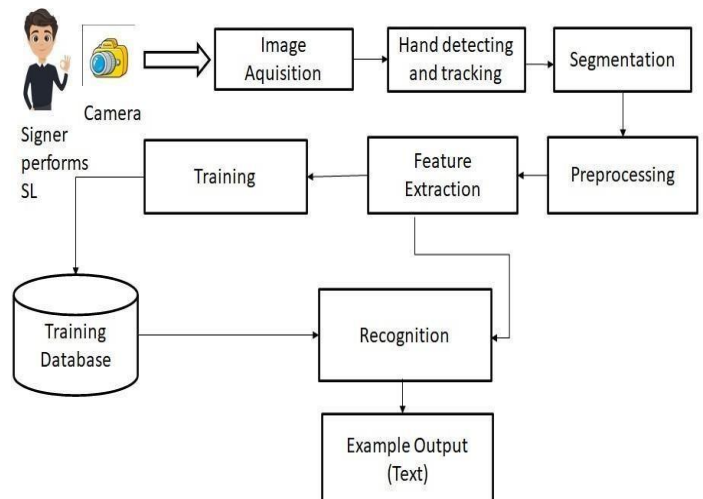 Signer
performs
SL
Camera
Image
Aquisition
Hand detecting
and tracking
Segmentation
Preprocessing
Feature
Extraction
Training
Training
Database
Recognition
Example Output
(Text)